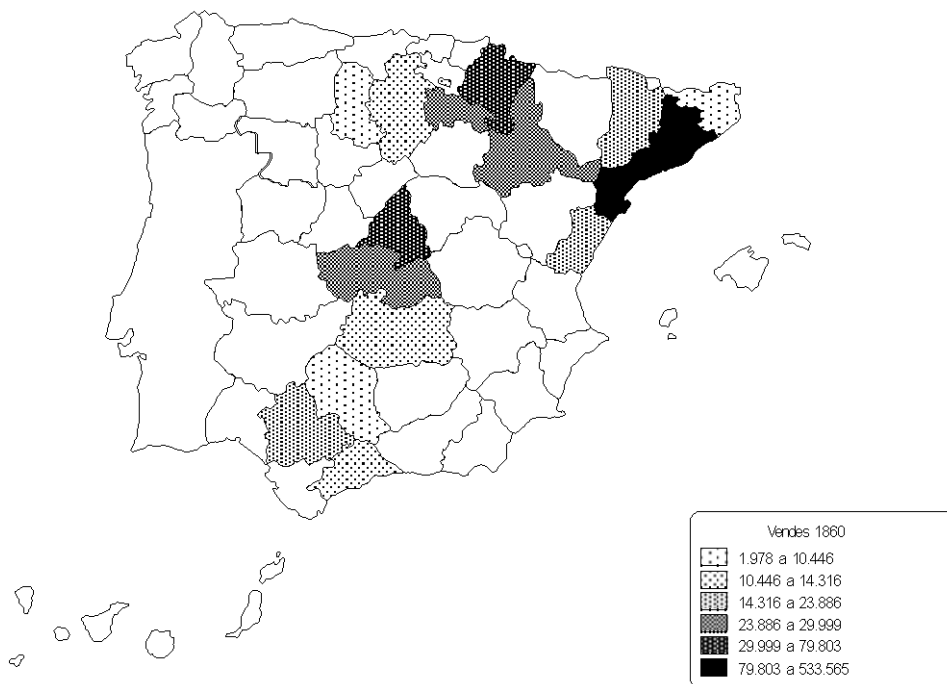 Vendes 1860
1.978 a 10.446
10.446 a 14.316
14.316 a 23.886
23.886 a 29.999
29.999 a 79.803
79.803 a 533.565